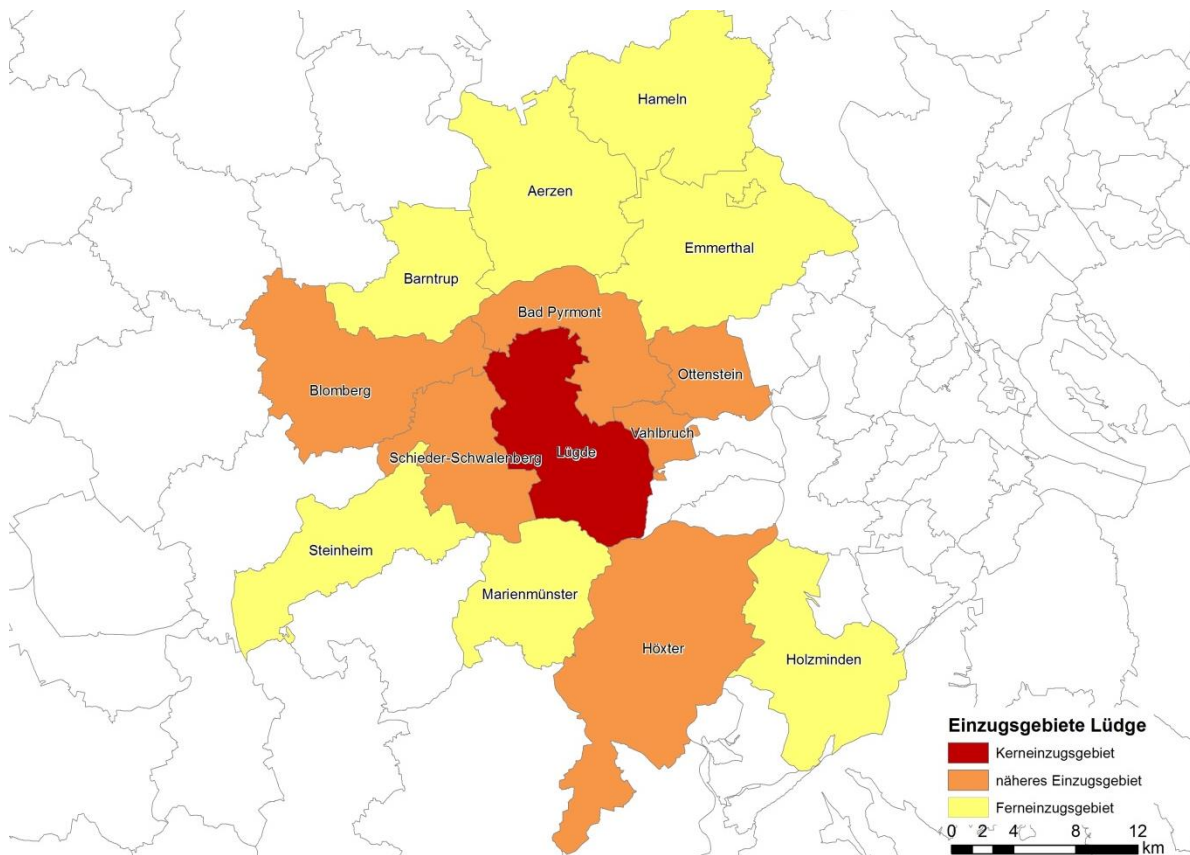 Hameln
Aerzen
Emmerthal
Barntrup
Bad Pyrmont
Ottenstein
Blomberg
Vahlbruch
Schieder-Schwalenberg
Lügde
Steinheim
Marienmünster
Höxter
Holzminden
Einzugsgebiete Lüdge
Kerneinzugsgebiet
näheres Einzugsgebiet
Ferneinzugsgebiet
0 2 4 8 12
km